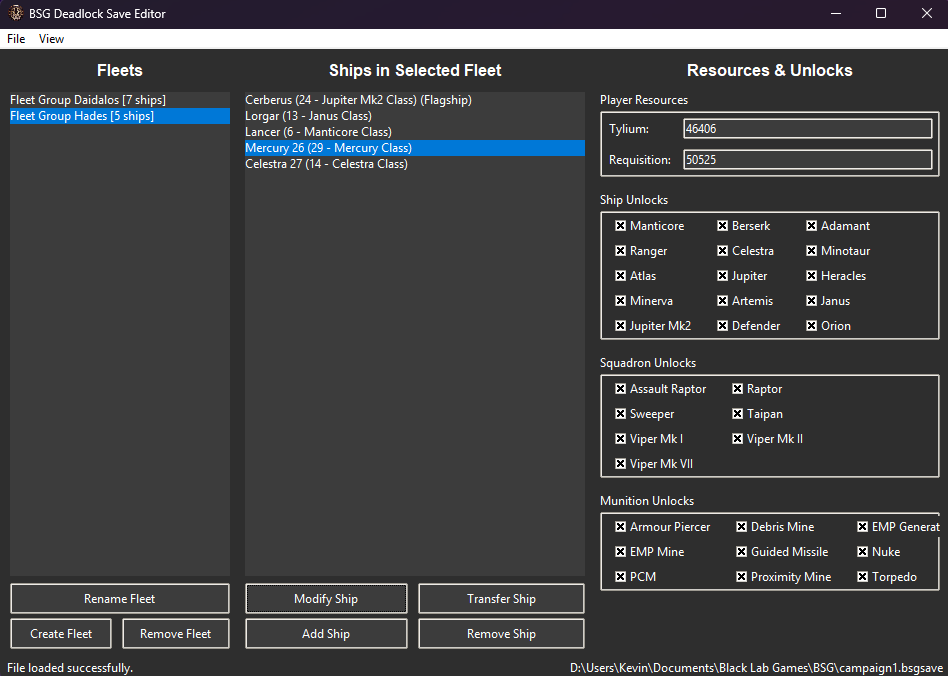 BSG Deadlock Save Editor
File View
Fleets
Fleet Group Daidalos [7 ships]
Fleet Group Hades [5 ships]
Rename Fleet
Create Fleet Remove Fleet
Ships in Selected Fleet
Cerberus (24 - Jupiter Mk2 Class) (Flagship)
Lorgar (13 - Janus Class)
Lancer (6 - Manticore Class)
Mercury 26 (29 - Mercury Class)
Celestra 27 (14 - Celestra Class)
Modify Ship Transfer Ship
Add Ship Remove Ship
Resources & Unlocks
Player Resources
Tylium: 46406
Requisition: 50525
Ship Unlocks
Manticore Berserk Adamant
Ranger Celestra Minotaur
Atlas Jupiter Heracles
Minerva Artemis Janus
Jupiter Mk2 Defender Orion
Squadron Unlocks
Assault Raptor Raptor
Sweeper Taipan
Viper Mk I Viper Mk II
Viper Mk VII
Munition Unlocks
Armour Piercer Debris Mine EMP Generat
EMP Mine Guided Missile Nuke
PCM Proximity Mine Torpedo
File loaded successfully.
D:\Users\Kevin\Documents\Black Lab Games\BSG\campaign1.bsgsave